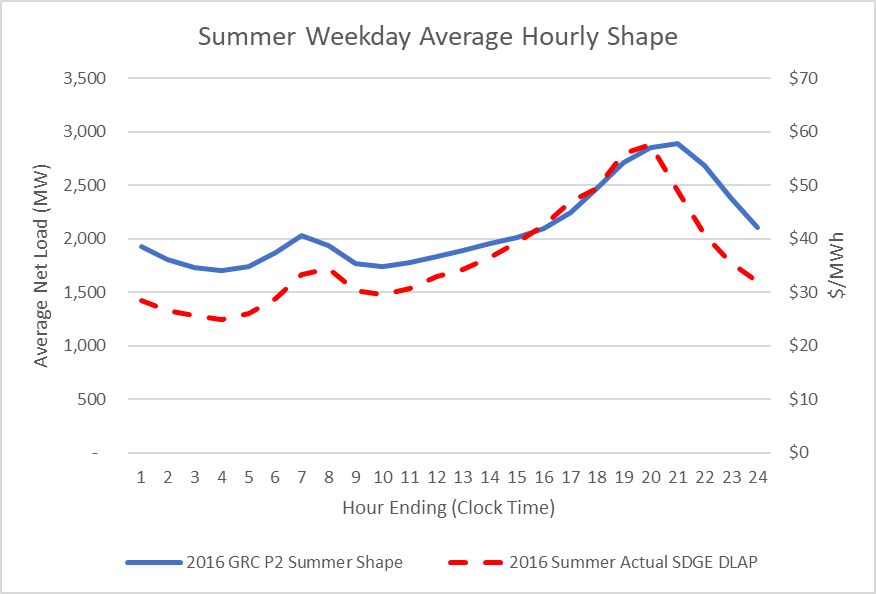 Summer Weekday Average Hourly Shape
3,500
3,000
2,500
2,000
1,500
1,000
500
-
Average Net Load (MW)
$70
$60
$50
$40
$30
$20
$10
$0
$/MWh
1 2 3 4 5 6 7 8 9 10 11 12 13 14 15 16 17 18 19 20 21 22 23 24
Hour Ending (Clock Time)
2016 GRC P2 Summer Shape
2016 Summer Actual SDGE DLAP